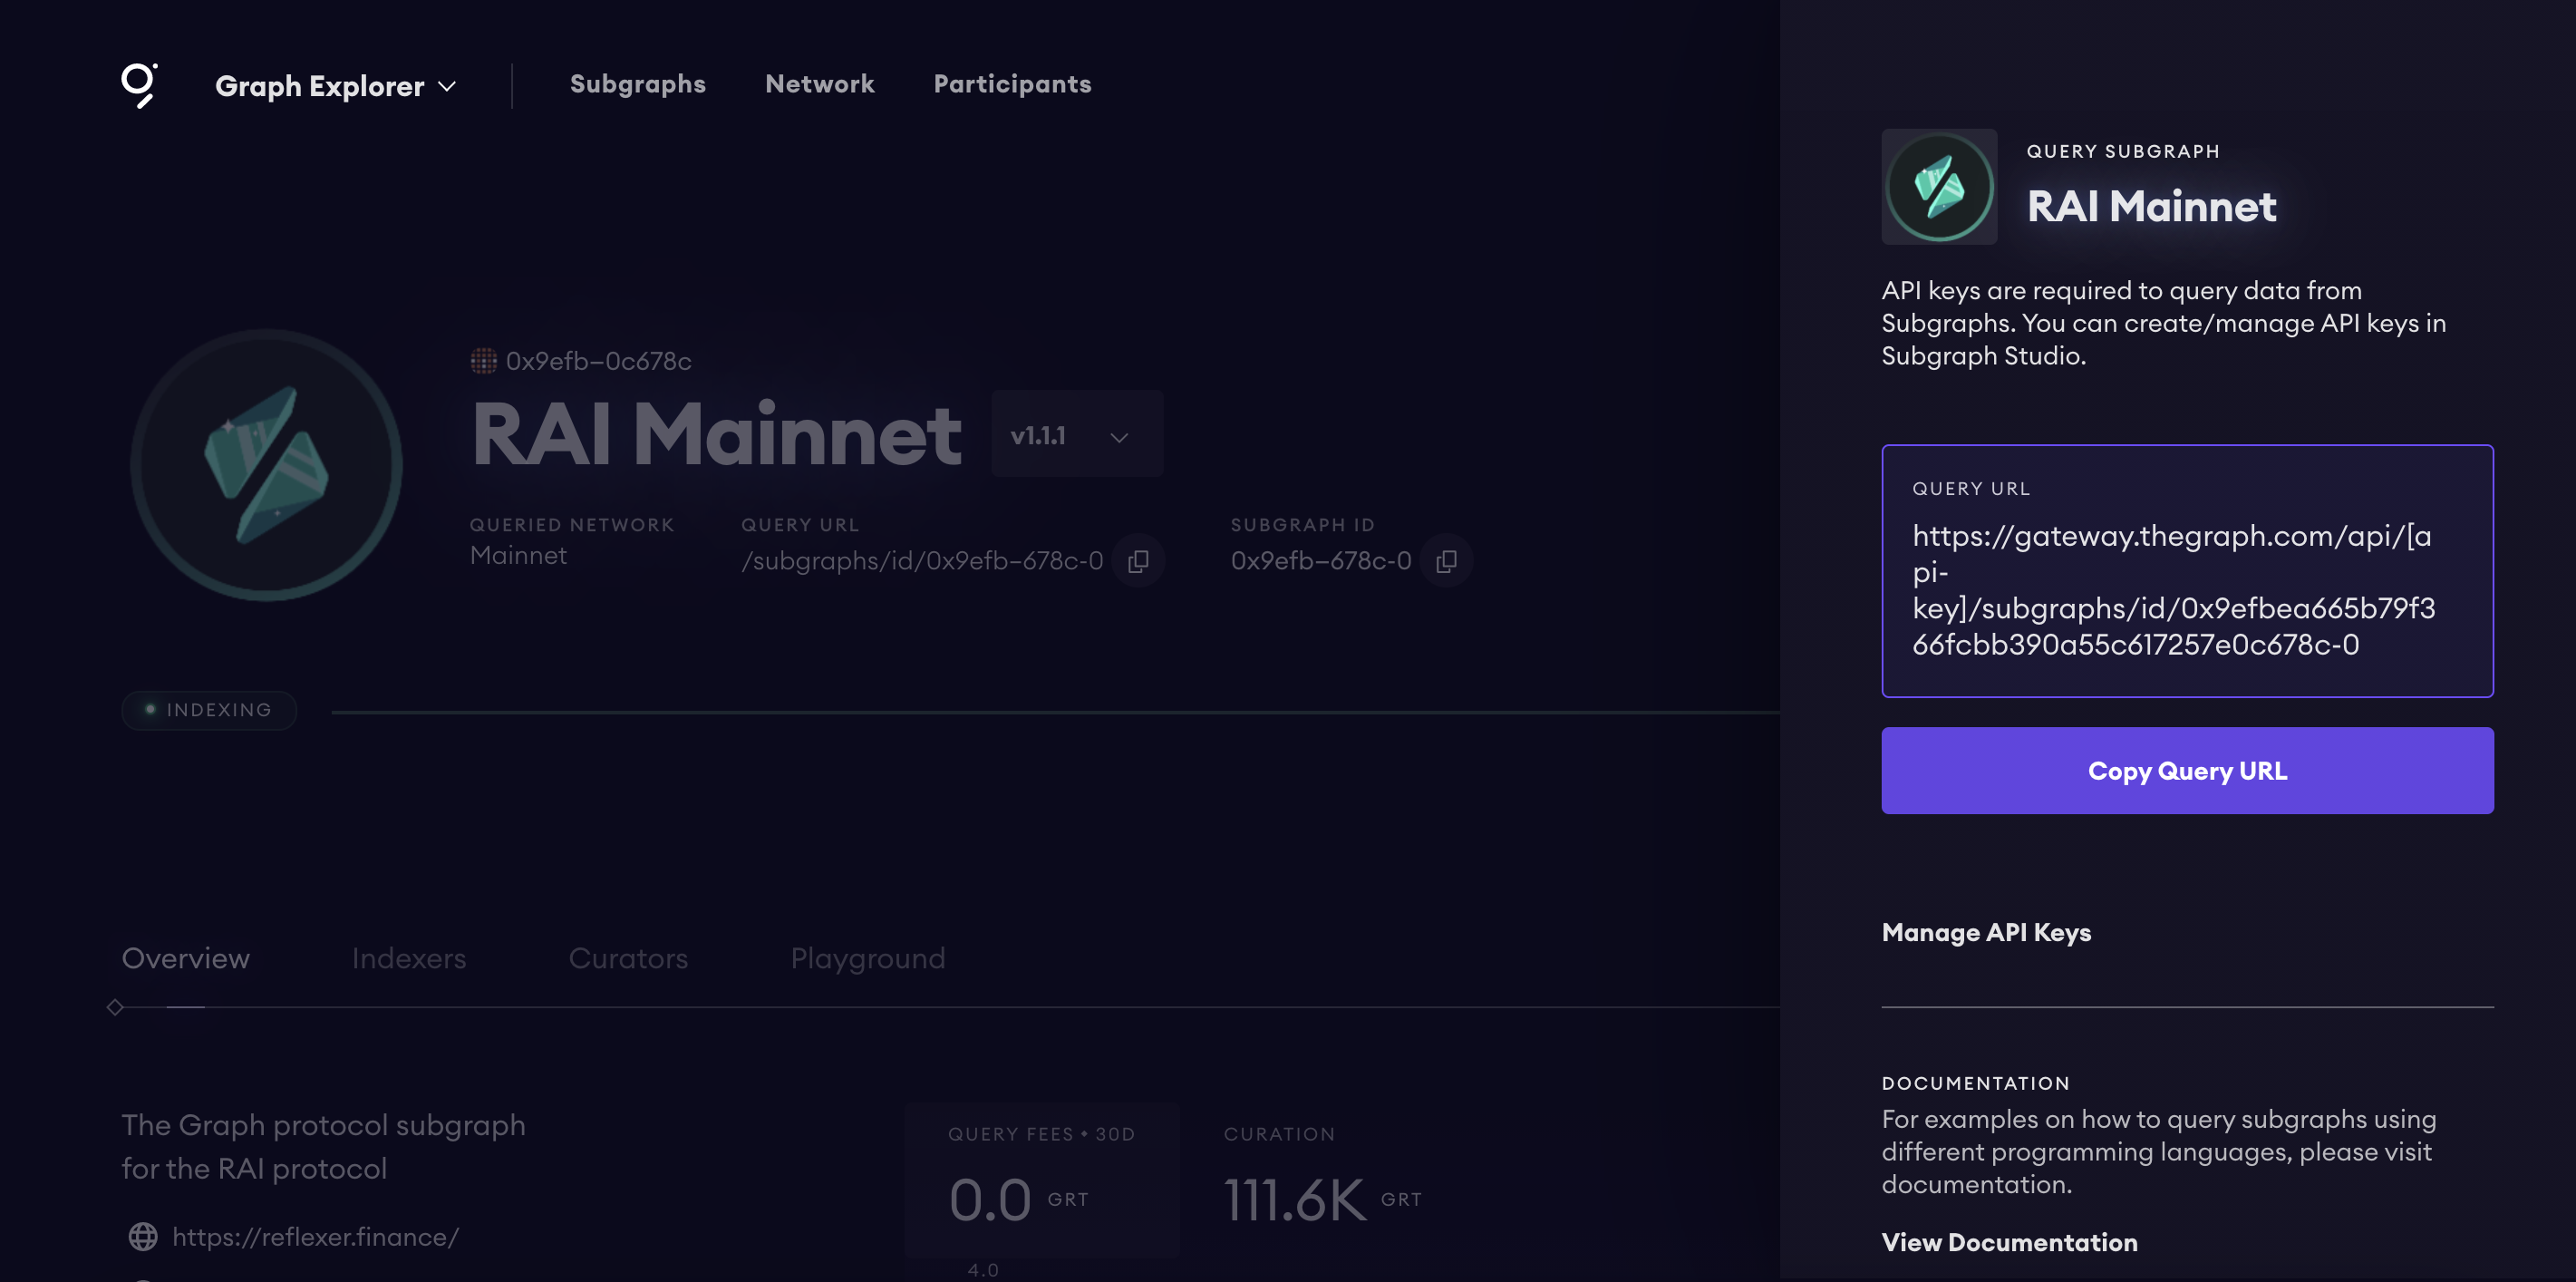 Graph Explorer
Subgraphs
Network
Participants
0x9efb–0c678c
RAI Mainnet
v1.1.1
QUERIED NETWORK
Mainnet
QUERY URL
/subgraphs/id/0x9efb–678c-0
SUBGRAPH ID
0x9efb–678c-0
INDEXING
Overview
Indexers
Curators
Playground
The Graph protocol subgraph
for the RAI protocol
https://reflexer.finance/
QUERY FEES • 30D
0.0 GRT
CURATION
111.6K GRT
4.0
QUERY SUBGRAPH
RAI Mainnet
API keys are required to query data from
Subgraphs. You can create/manage API keys in
Subgraph Studio.
QUERY URL
https://gateway.thegraph.com/api/[a
pi-
key]/subgraphs/id/0x9efbea665b79f3
66fcbb390a55c617257e0c678c-0
Copy Query URL
Manage API Keys
DOCUMENTATION
For examples on how to query subgraphs using
different programming languages, please visit
documentation.
View Documentation